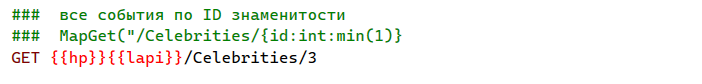 ###  все события по ID знаменитости
###  MapGet("/Celebrities/{id:int:min(1)}
GET {{hp}}{{lapi}}/Celebrities/3